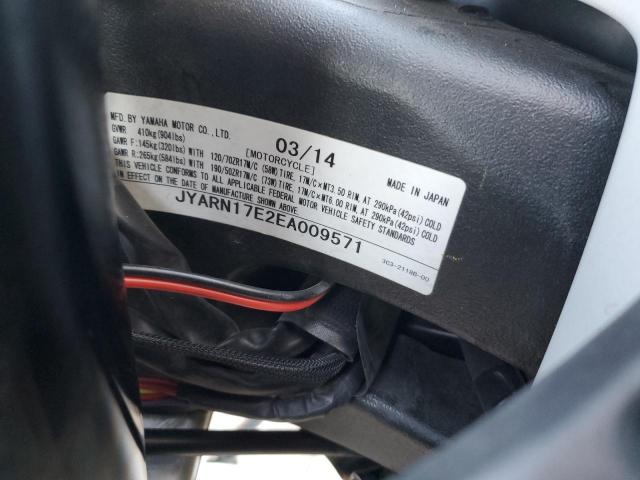 MFD.BY YAMAHA MOTOR CO.,LTD. 03/14
GVWR 410kg(904lbs) [MOTORCYCLE] MADE IN JAPAN
GAWR F:145kg(320lbs)WITH 120/70ZR17M/C (58W)TIRE, 17M/C×MT3.50 RIM, AT 290kPa(42psi)COLD
GAWR R:265kg(584lbs)WITH 190/50ZR17M/C (73W)TIRE, 17M/C×MT6.00 RIM, AT 290kPa(42psi)COLD
THIS VEHICLE CONFORMS TO ALL APPLICABLE FEDERAL MOTOR VEHICLE SAFETY STANDARDS
IN EFFECT ON THE DATE OF MANUFACTURE SHOWN ABOVE.
JYARN17E2EA009571
3C3-2118B-00